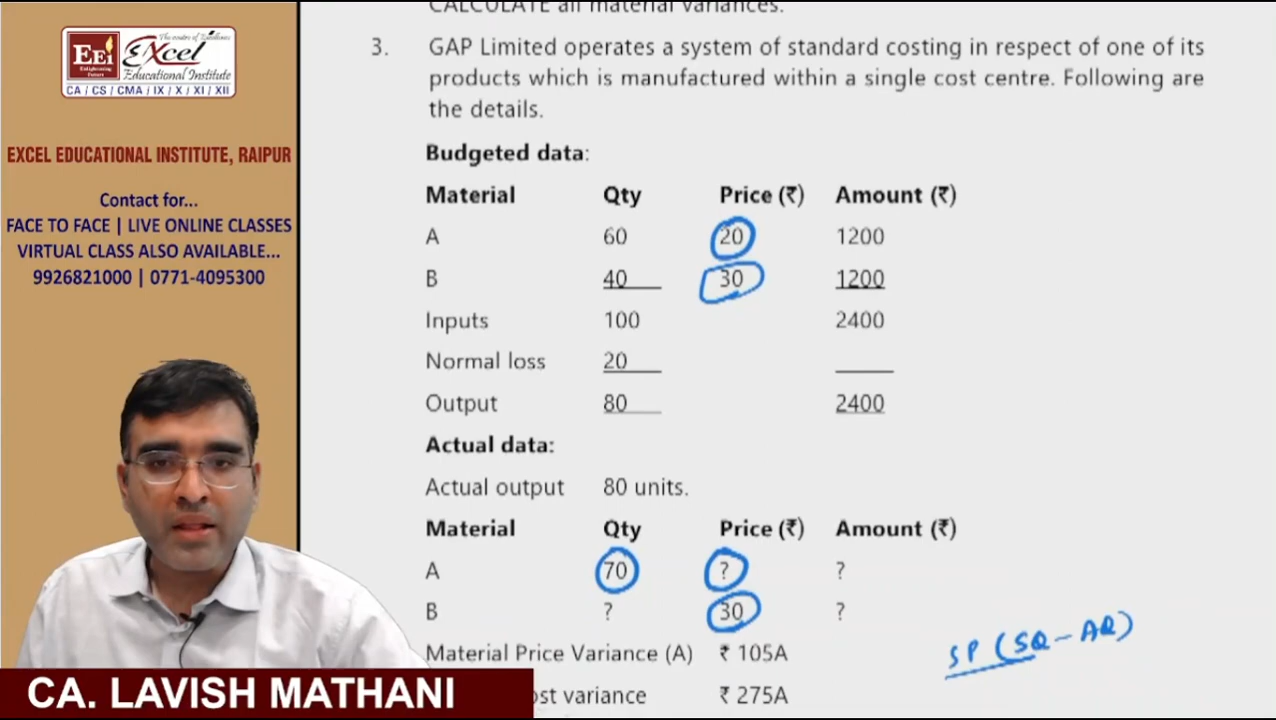 CALCULATE all material variances.
EEi
Enlightening Future
The centre of Excellence
Excel
Educational Institute
CA / CS / CMA / IX / X / XI / XII
3. GAP Limited operates a system of standard costing in respect of one of its
products which is manufactured within a single cost centre. Following are
the details.
EXCEL EDUCATIONAL INSTITUTE, RAIPUR
Contact for...
FACE TO FACE | LIVE ONLINE CLASSES
VIRTUAL CLASS ALSO AVAILABLE...
9926821000 | 0771-4095300
Budgeted data:
Material Qty Price (₹) Amount (₹)
A 60 20 1200
B 40 30 1200
Inputs 100 2400
Normal loss 20
Output 80 2400
Actual data:
Actual output 80 units.
Material Qty Price (₹) Amount (₹)
A 70 ? ?
B ? 30 ?
SP (SQ - AQ)
Material Price Variance (A) ₹ 105A
ost variance ₹ 275A
CA. LAVISH MATHANI